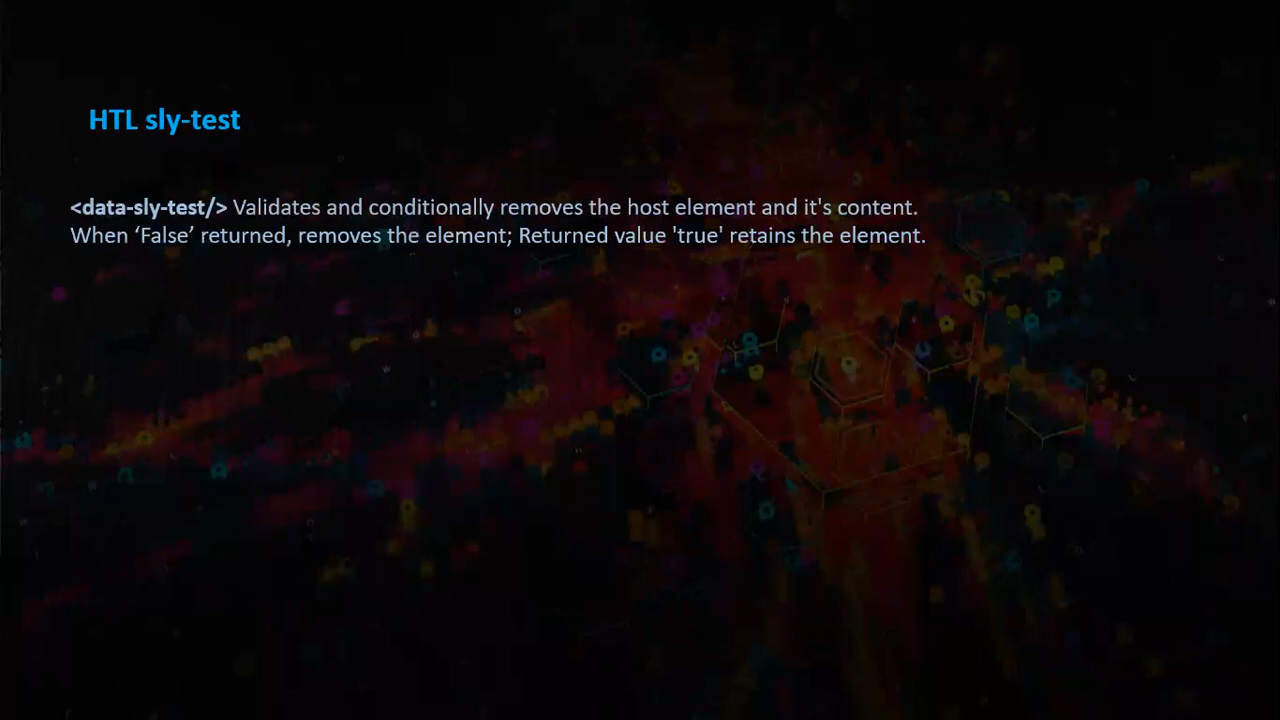 HTL sly-test
<data-sly-test/> Validates and conditionally removes the host element and it's content.
When ‘False’ returned, removes the element; Returned value 'true' retains the element.